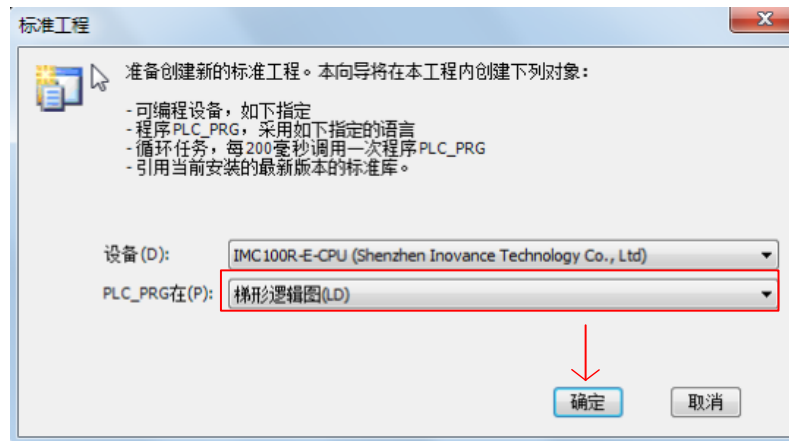 标准工程
准备创建新的标准工程。本向导将在本工程内创建下列对象：
-可编程设备，如下指定
-程序PLC_PRG，采用如下指定的语言
-循环任务，每200毫秒调用一次程序PLC_PRG
-引用当前安装的最新版本的标准库。
设备(D): IMC100R-E-CPU (Shenzhen Inovance Technology Co., Ltd)
PLC_PRG在(P): 梯形逻辑图(LD)
确定 取消